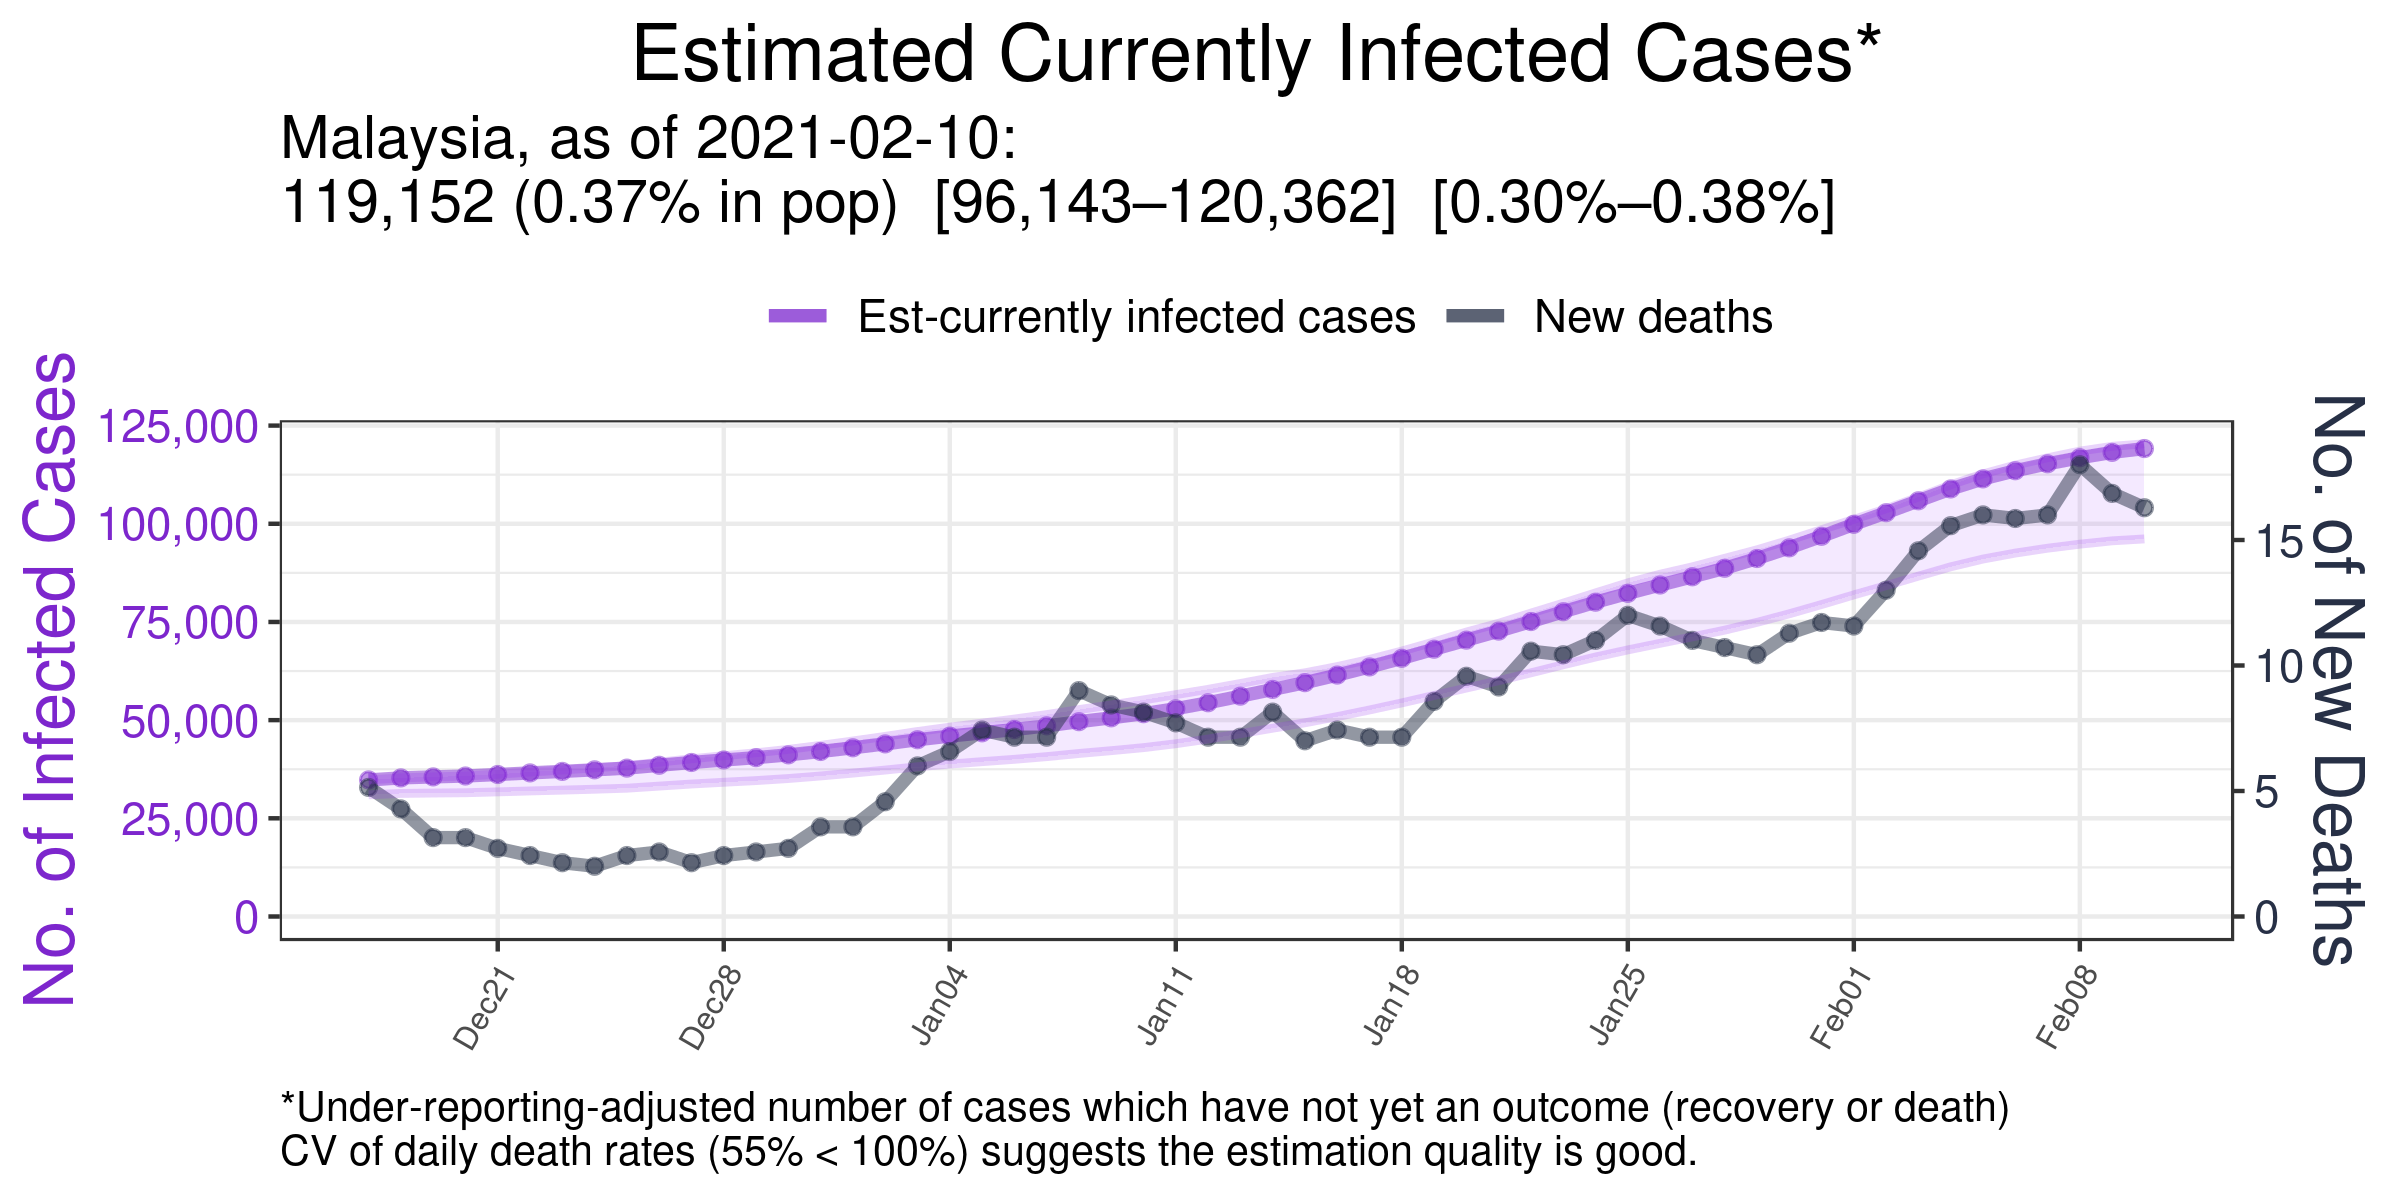 Estimated Currently Infected Cases*
Malaysia, as of 2021-02-10:
119,152 (0.37% in pop)  [96,143–120,362]  [0.30%–0.38%]
Est-currently infected cases
New deaths
No. of Infected Cases
125,000
100,000
75,000
50,000
25,000
0
15
10
5
0
No. of New Deaths
Dec21
Dec28
Jan04
Jan11
Jan18
Jan25
Feb01
Feb08
*Under-reporting-adjusted number of cases which have not yet an outcome (recovery or death)
CV of daily death rates (55% < 100%) suggests the estimation quality is good.